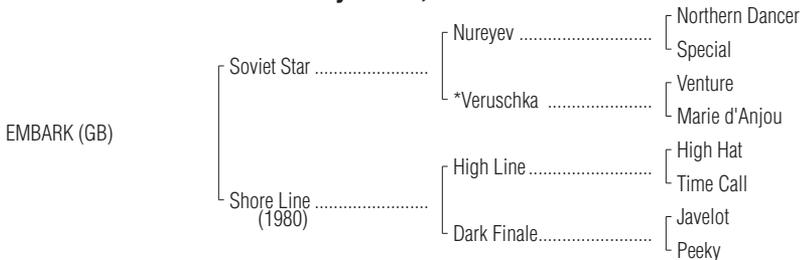 Northern Dancer
Nureyev ............................
Special
Soviet Star ........................
Venture
*Veruschka ......................
Marie d'Anjou
EMBARK (GB)
High Hat
High Line ..........................
Time Call
Shore Line ........................
(1980)
Javelot
Dark Finale........................
Peeky